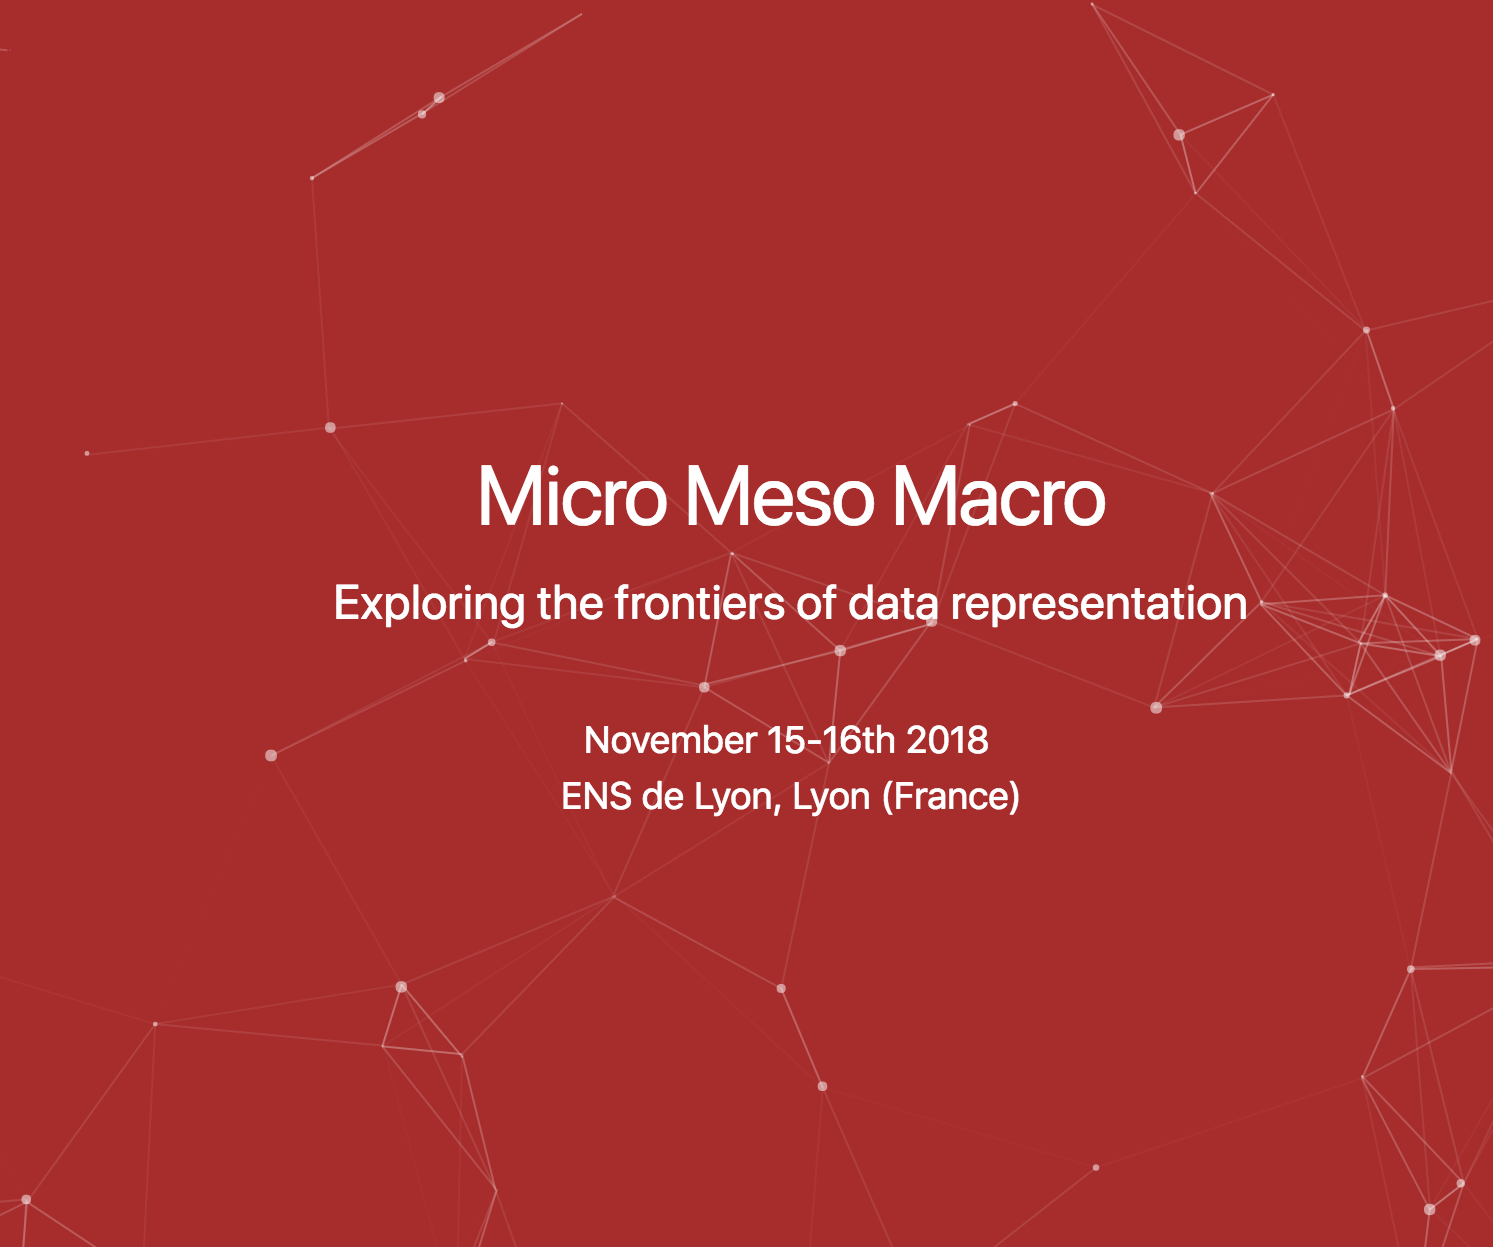 Micro Meso Macro
Exploring the frontiers of data representation
November 15-16th 2018
ENS de Lyon, Lyon (France)